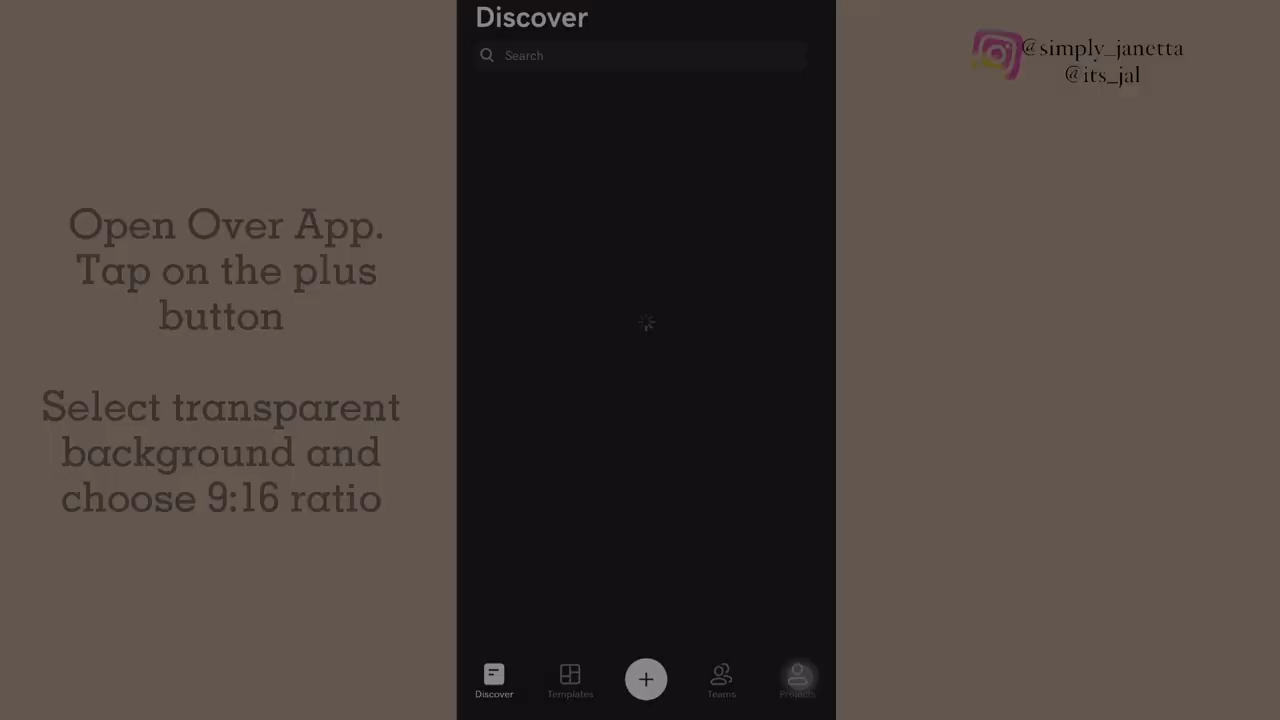 Discover
Search
@simply_janetta
@its_jal
Open Over App.
Tap on the plus
button
Select transparent
background and
choose 9:16 ratio
Discover
Templates
Teams
Projects